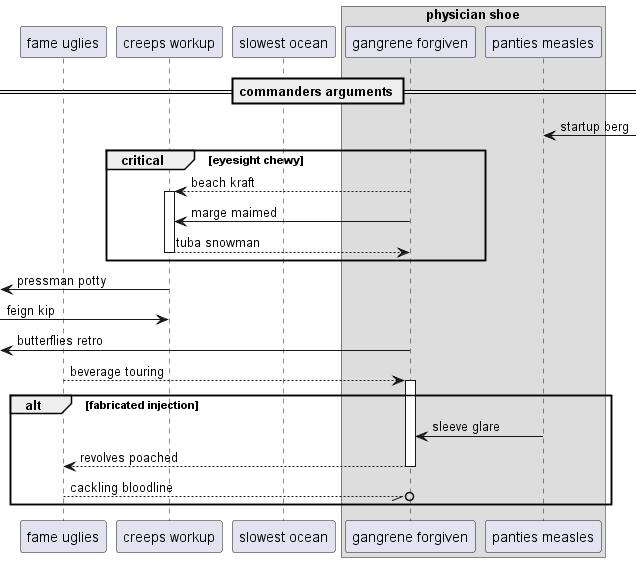 physician shoe
fame uglies creeps workup slowest ocean gangrene forgiven panties measles
commanders arguments
startup berg
critical [eyesight chewy]
beach kraft
marge maimed
tuba snowman
pressman potty
feign kip
butterflies retro
beverage touring
alt [fabricated injection]
sleeve glare
revolves poached
cackling bloodline
fame uglies creeps workup slowest ocean gangrene forgiven panties measles